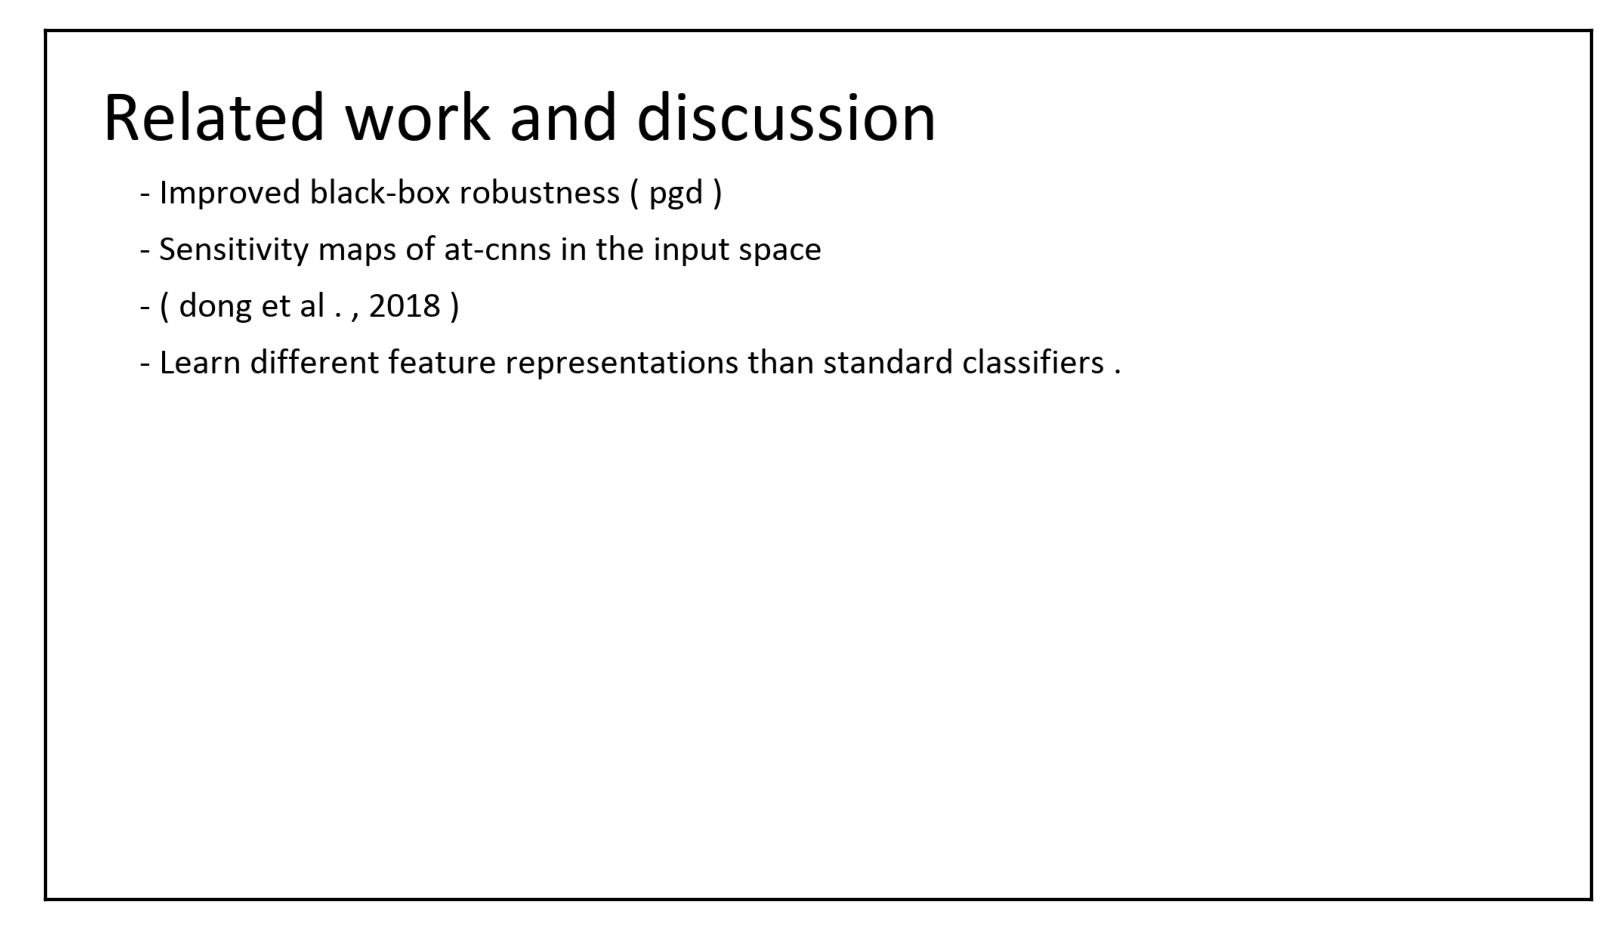 Related work and discussion
- Improved black-box robustness ( pgd )
- Sensitivity maps of at-cnns in the input space
- ( dong et al . , 2018 )
- Learn different feature representations than standard classifiers .